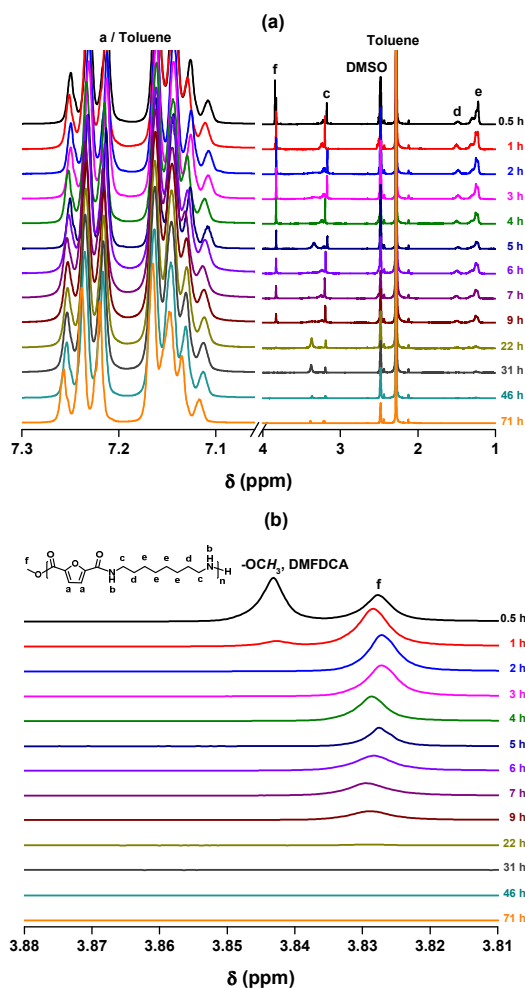 (a)
a / Toluene
Toluene
f
DMSO
c
e
d
0.5 h
1 h
2 h
3 h
4 h
5 h
6 h
7 h
9 h
22 h
31 h
46 h
71 h
7.3 7.2 7.1 4 3 2 1
δ (ppm)
(b)
f O O H b
O O N c e e d N H
H d e e c n
a a b
-OCH3, DMFDCA
f
0.5 h
1 h
2 h
3 h
4 h
5 h
6 h
7 h
9 h
22 h
31 h
46 h
71 h
3.88 3.87 3.86 3.85 3.84 3.83 3.82 3.81
δ (ppm)